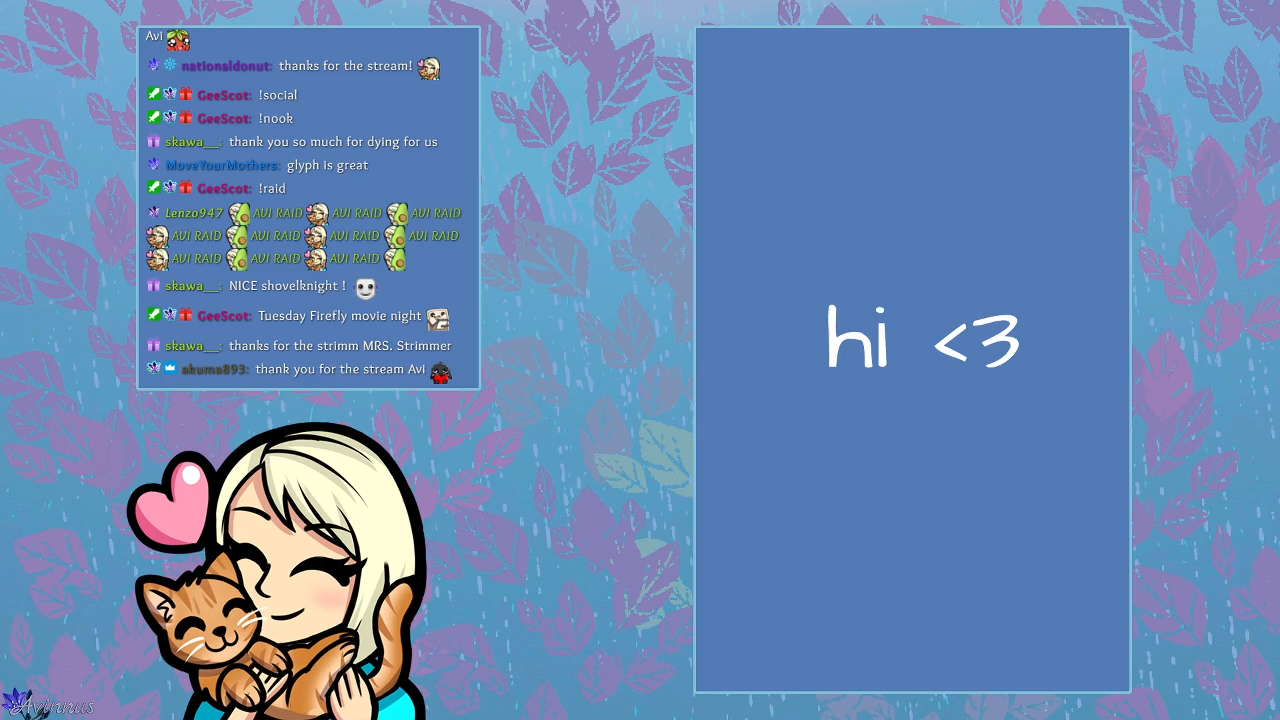 Avi
nationaldonut: thanks for the stream!
GeeScot: !social
GeeScot: !nook
skawa__: thank you so much for dying for us
MoveYourMothers: glyph is great
GeeScot: !raid
Lenzo947 AVI RAID AVI RAID AVI RAID
AVI RAID AVI RAID AVI RAID AVI RAID
AVI RAID AVI RAID AVI RAID
skawa__: NICE shovelknight !
GeeScot: Tuesday Firefly movie night
skawa__: thanks for the strimm MRS. Strimmer
akuma893: thank you for the stream Avi
hi <3
Avinnus